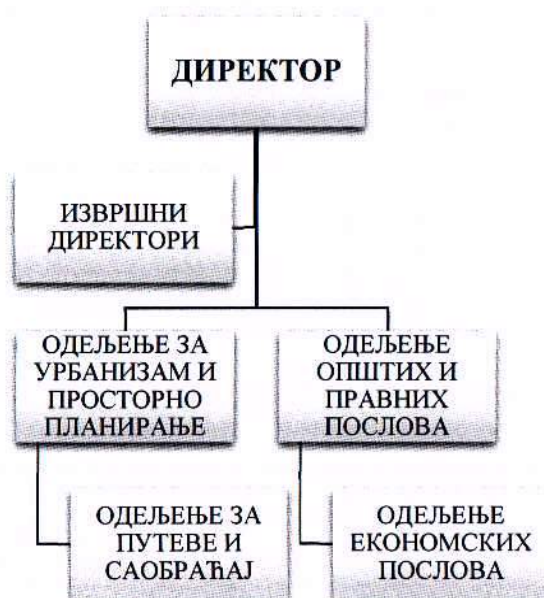 ДИРЕКТОР
ИЗВРШНИ
ДИРЕКТОРИ
ОДЕЉЕЊЕ ЗА
УРБАНИЗАМ И
ПРОСТОРНО
ПЛАНИРАЊЕ
ОДЕЉЕЊЕ
ОПШТИХ И
ПРАВНИХ
ПОСЛОВА
ОДЕЉЕЊЕ ЗА
ПУТЕВЕ И
САОБРАЋАЈ
ОДЕЉЕЊЕ
ЕКОНОМСКИХ
ПОСЛОВА